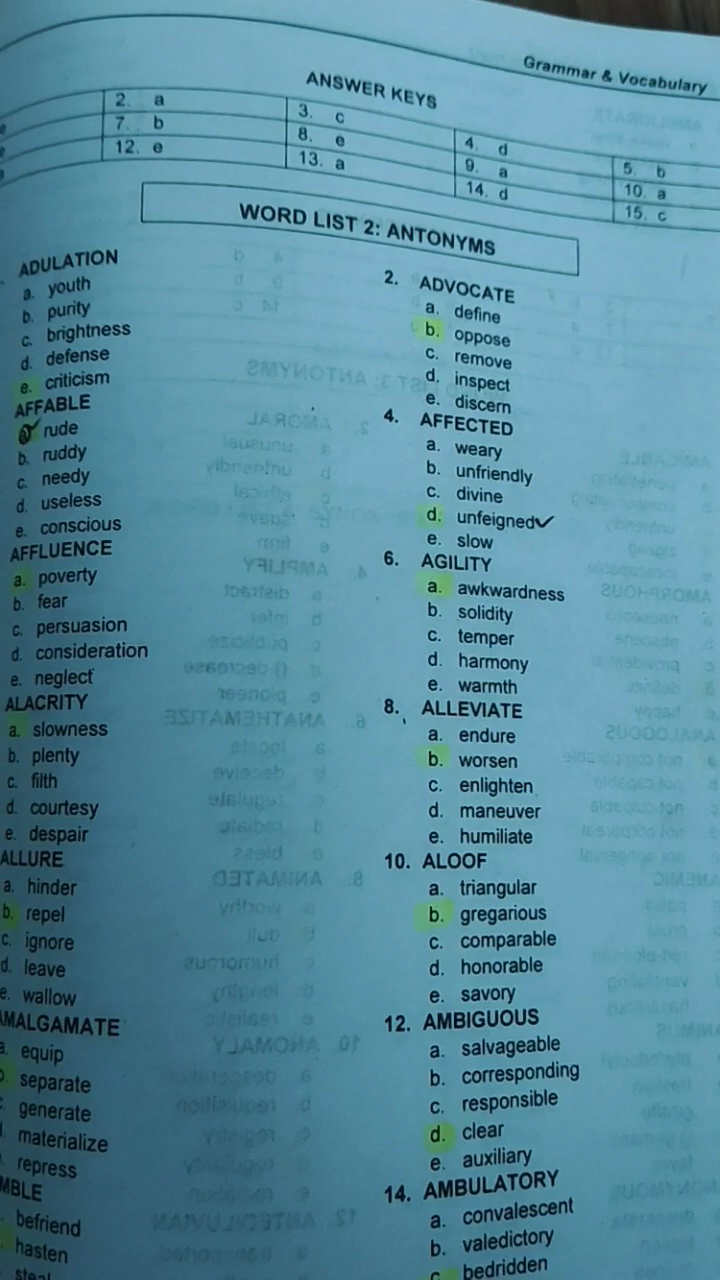 Grammar & Vocabulary
ANSWER KEYS
2. a 3. c 4. d 5. b
7. b 8. e 9. a 10. a
12. e 13. a 14. d 15. c
WORD LIST 2: ANTONYMS
ADULATION
a. youth
b. purity
c. brightness
d. defense
e. criticism
AFFABLE
rude
b. ruddy
c. needy
d. useless
e. conscious
AFFLUENCE
a. poverty
b. fear
c. persuasion
d. consideration
e. neglect
ALACRITY
a. slowness
b. plenty
c. filth
d. courtesy
e. despair
ALLURE
a. hinder
b. repel
c. ignore
d. leave
e. wallow
MALGAMATE
a. equip
separate
generate
materialize
repress
MBLE
befriend
hasten
steal
2. ADVOCATE
a. define
b. oppose
c. remove
d. inspect
e. discern
4. AFFECTED
a. weary
b. unfriendly
c. divine
d. unfeigned
e. slow
6. AGILITY
a. awkwardness
b. solidity
c. temper
d. harmony
e. warmth
8. ALLEVIATE
a. endure
b. worsen
c. enlighten
d. maneuver
e. humiliate
10. ALOOF
a. triangular
b. gregarious
c. comparable
d. honorable
e. savory
12. AMBIGUOUS
a. salvageable
b. corresponding
c. responsible
d. clear
e. auxiliary
14. AMBULATORY
a. convalescent
b. valedictory
c. bedridden